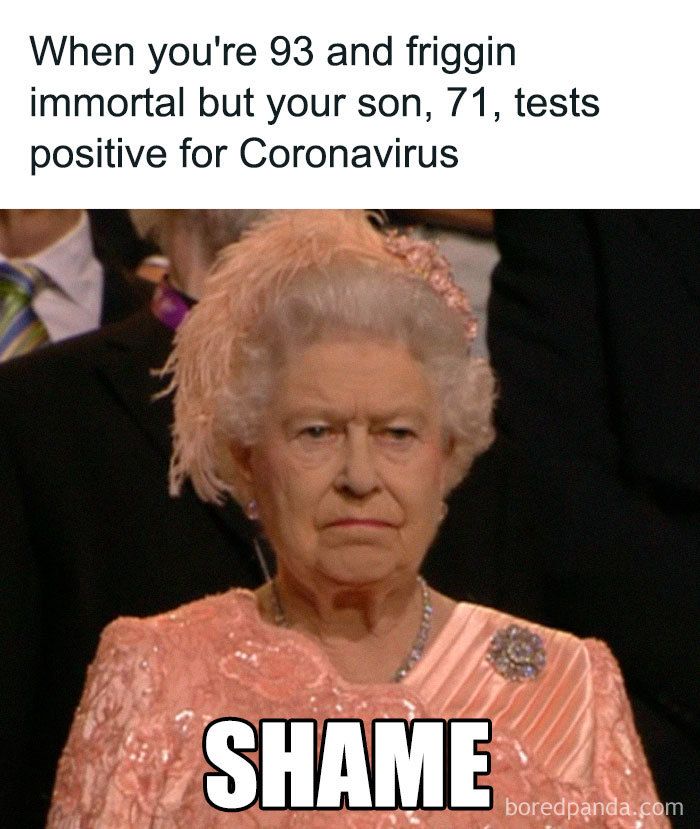 When you're 93 and friggin
immortal but your son, 71, tests
positive for Coronavirus
SHAME
boredpanda.com